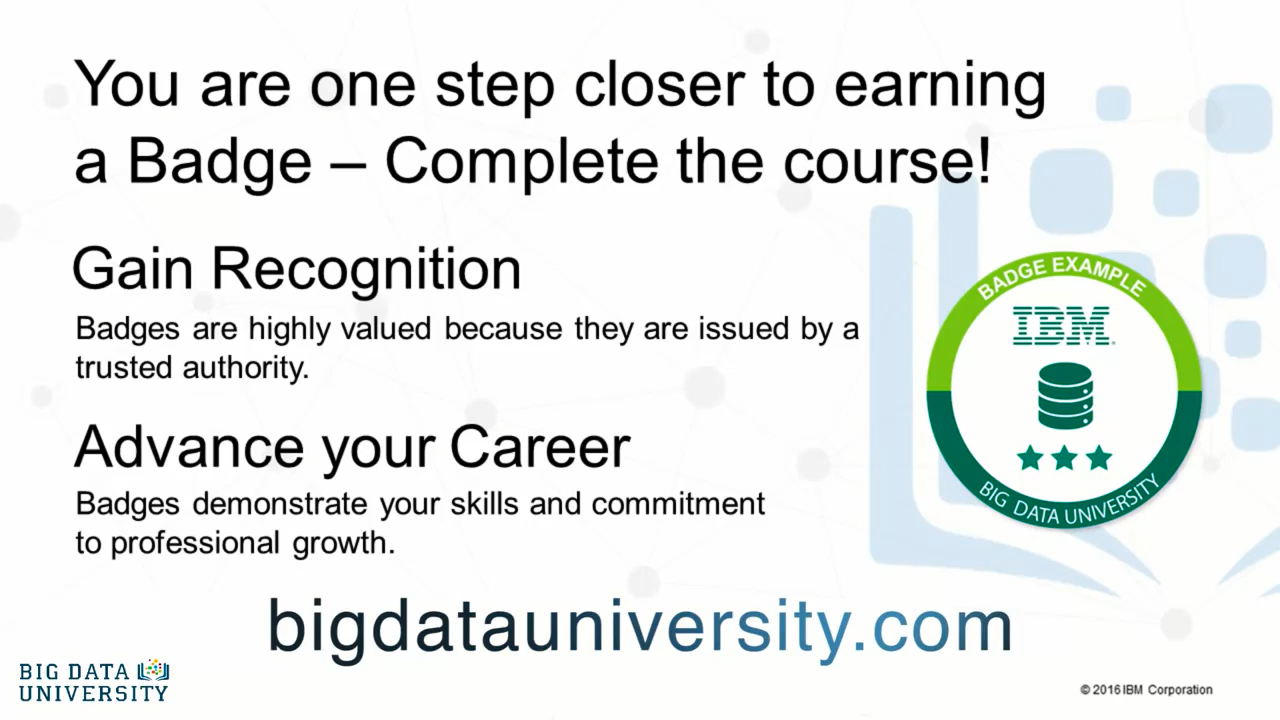 You are one step closer to earning
a Badge – Complete the course!
Gain Recognition
Badges are highly valued because they are issued by a
trusted authority.
BADGE EXAMPLE
IBM
BIG DATA UNIVERSITY
Advance your Career
Badges demonstrate your skills and commitment
to professional growth.
bigdatauniversity.com
BIG DATA
UNIVERSITY
© 2016 IBM Corporation